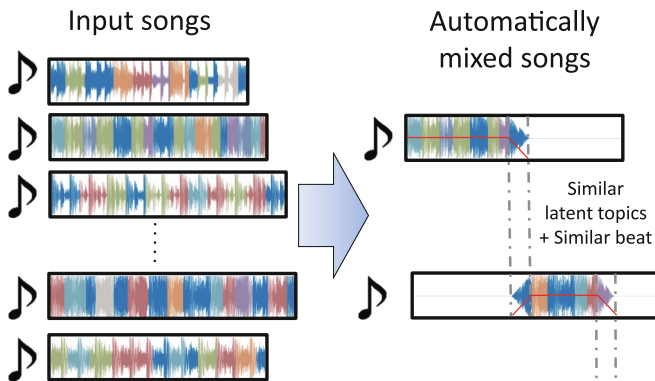 Input songs
Automatically
mixed songs
Similar
latent topics
+ Similar beat